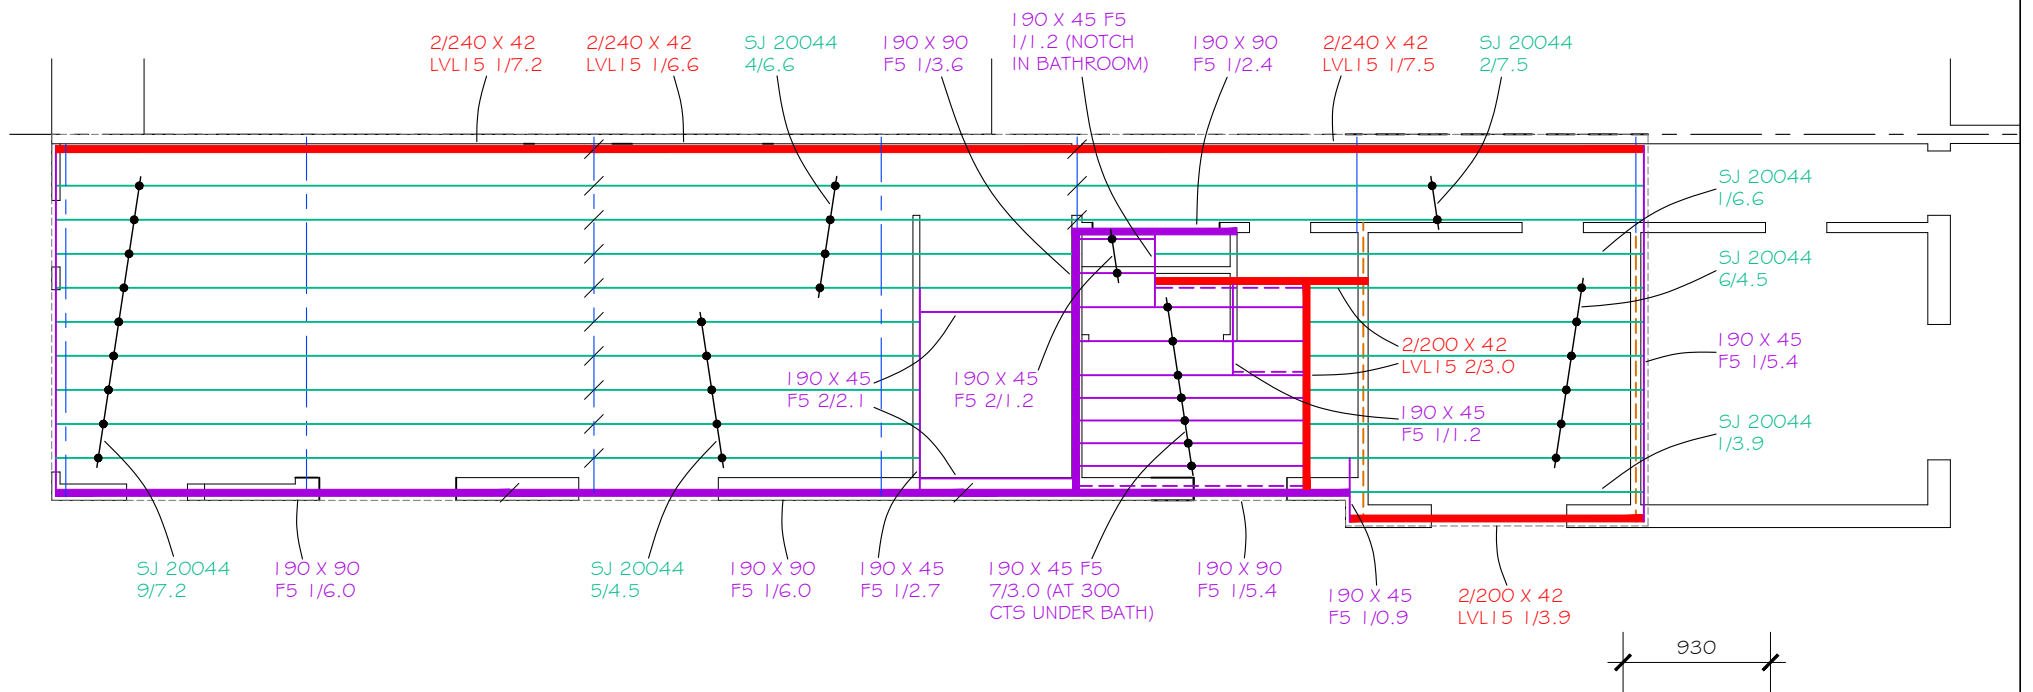 2/240 X 42
LVL15 1/7.2
2/240 X 42
LVL15 1/6.6
SJ 20044
4/6.6
190 X 90
F5 1/3.6
190 X 45 F5
1/1.2 (NOTCH
IN BATHROOM)
190 X 90
F5 1/2.4
2/240 X 42
LVL15 1/7.5
SJ 20044
2/7.5
SJ 20044
1/6.6
SJ 20044
6/4.5
190 X 45
F5 1/5.4
2/200 X 42
LVL15 2/3.0
190 X 45
F5 2/2.1
190 X 45
F5 2/1.2
190 X 45
F5 1/1.2
SJ 20044
1/3.9
SJ 20044
9/7.2
190 X 90
F5 1/6.0
SJ 20044
5/4.5
190 X 90
F5 1/6.0
190 X 45
F5 1/2.7
190 X 45 F5
7/3.0 (AT 300
CTS UNDER BATH)
190 X 90
F5 1/5.4
190 X 45
F5 1/0.9
2/200 X 42
LVL15 1/3.9
930